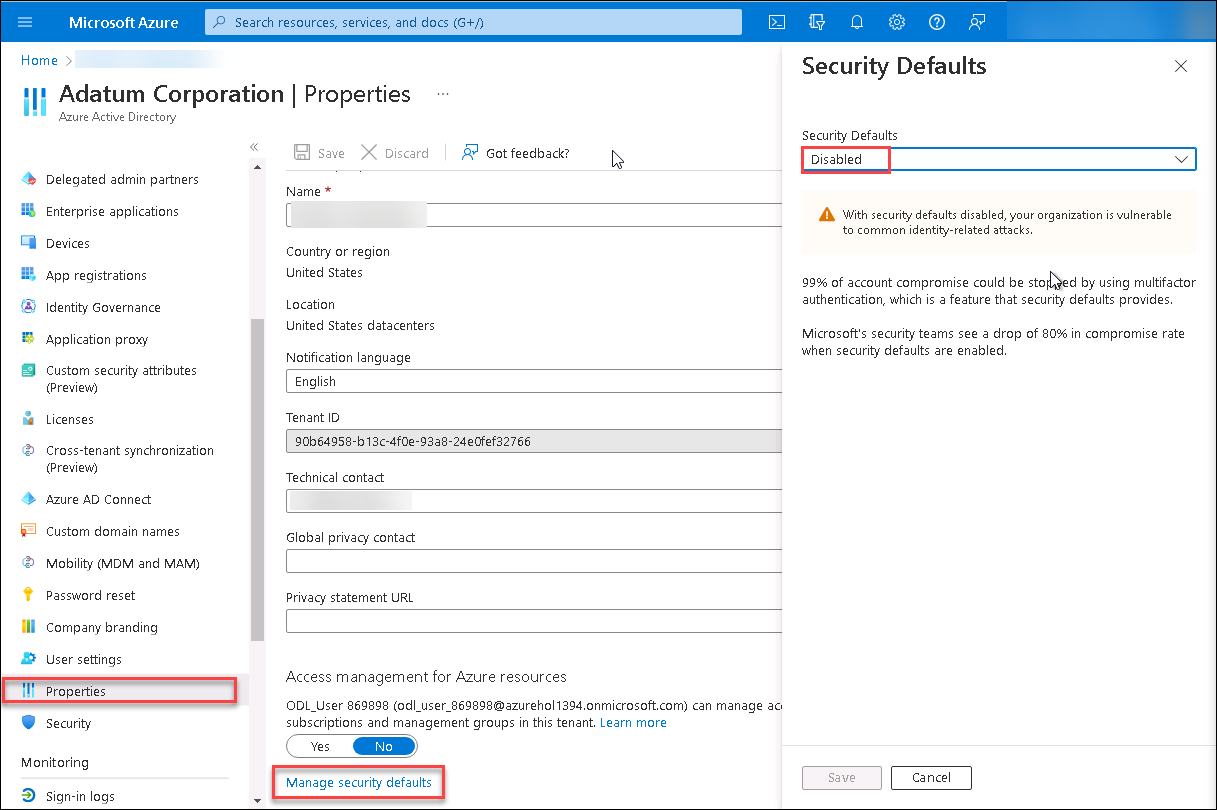 Microsoft Azure
Search resources, services, and docs (G+/)
Home
Adatum Corporation | Properties
Azure Active Directory
Delegated admin partners
Enterprise applications
Devices
App registrations
Identity Governance
Application proxy
Custom security attributes
(Preview)
Licenses
Cross-tenant synchronization
(Preview)
Azure AD Connect
Custom domain names
Mobility (MDM and MAM)
Password reset
Company branding
User settings
Properties
Security
Monitoring
Sign-in logs
Save
Discard
Got feedback?
Name *
Country or region
United States
Location
United States datacenters
Notification language
English
Tenant ID
90b64958-b13c-4f0e-93a8-24e0fef32766
Technical contact
Global privacy contact
Privacy statement URL
Access management for Azure resources
ODL_User 869898 (odl_user_869898@azurehol1394.onmicrosoft.com) can manage acc
subscriptions and management groups in this tenant. Learn more
Yes No
Manage security defaults
Security Defaults
Security Defaults
Disabled
With security defaults disabled, your organization is vulnerable
to common identity-related attacks.
99% of account compromise could be stopped by using multifactor
authentication, which is a feature that security defaults provides.
Microsoft's security teams see a drop of 80% in compromise rate
when security defaults are enabled.
Save
Cancel